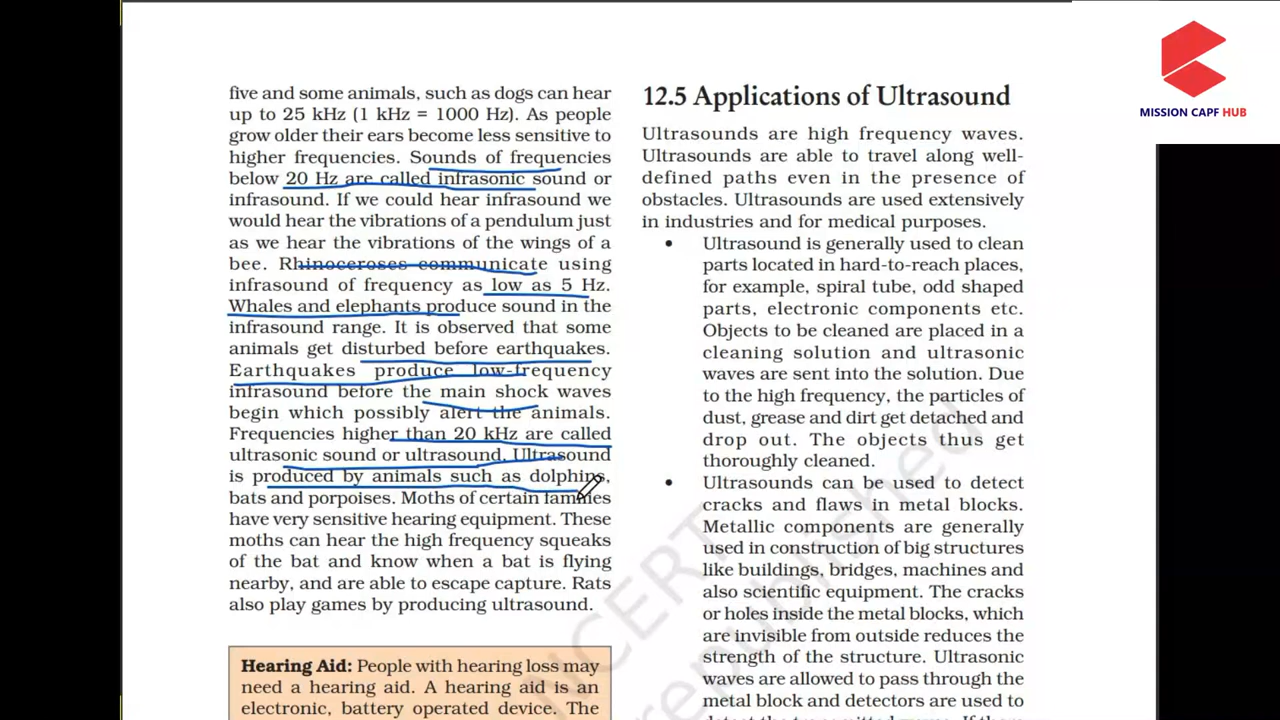 five and some animals, such as dogs can hear
up to 25 kHz (1 kHz = 1000 Hz). As people
grow older their ears become less sensitive to
higher frequencies. Sounds of frequencies
below 20 Hz are called infrasonic sound or
infrasound. If we could hear infrasound we
would hear the vibrations of a pendulum just
as we hear the vibrations of the wings of a
bee. Rhinoceroses communicate using
infrasound of frequency as low as 5 Hz.
Whales and elephants produce sound in the
infrasound range. It is observed that some
animals get disturbed before earthquakes.
Earthquakes produce low-frequency
infrasound before the main shock waves
begin which possibly alert the animals.
Frequencies higher than 20 kHz are called
ultrasonic sound or ultrasound. Ultrasound
is produced by animals such as dolphins,
bats and porpoises. Moths of certain families
have very sensitive hearing equipment. These
moths can hear the high frequency squeaks
of the bat and know when a bat is flying
nearby, and are able to escape capture. Rats
also play games by producing ultrasound.
Hearing Aid: People with hearing loss may
need a hearing aid. A hearing aid is an
electronic, battery operated device. The
12.5 Applications of Ultrasound
Ultrasounds are high frequency waves.
Ultrasounds are able to travel along well-
defined paths even in the presence of
obstacles. Ultrasounds are used extensively
in industries and for medical purposes.
• Ultrasound is generally used to clean
parts located in hard-to-reach places,
for example, spiral tube, odd shaped
parts, electronic components etc.
Objects to be cleaned are placed in a
cleaning solution and ultrasonic
waves are sent into the solution. Due
to the high frequency, the particles of
dust, grease and dirt get detached and
drop out. The objects thus get
thoroughly cleaned.
• Ultrasounds can be used to detect
cracks and flaws in metal blocks.
Metallic components are generally
used in construction of big structures
like buildings, bridges, machines and
also scientific equipment. The cracks
or holes inside the metal blocks, which
are invisible from outside reduces the
strength of the structure. Ultrasonic
waves are allowed to pass through the
metal block and detectors are used to
NCERT
republished
MISSION CAPF HUB